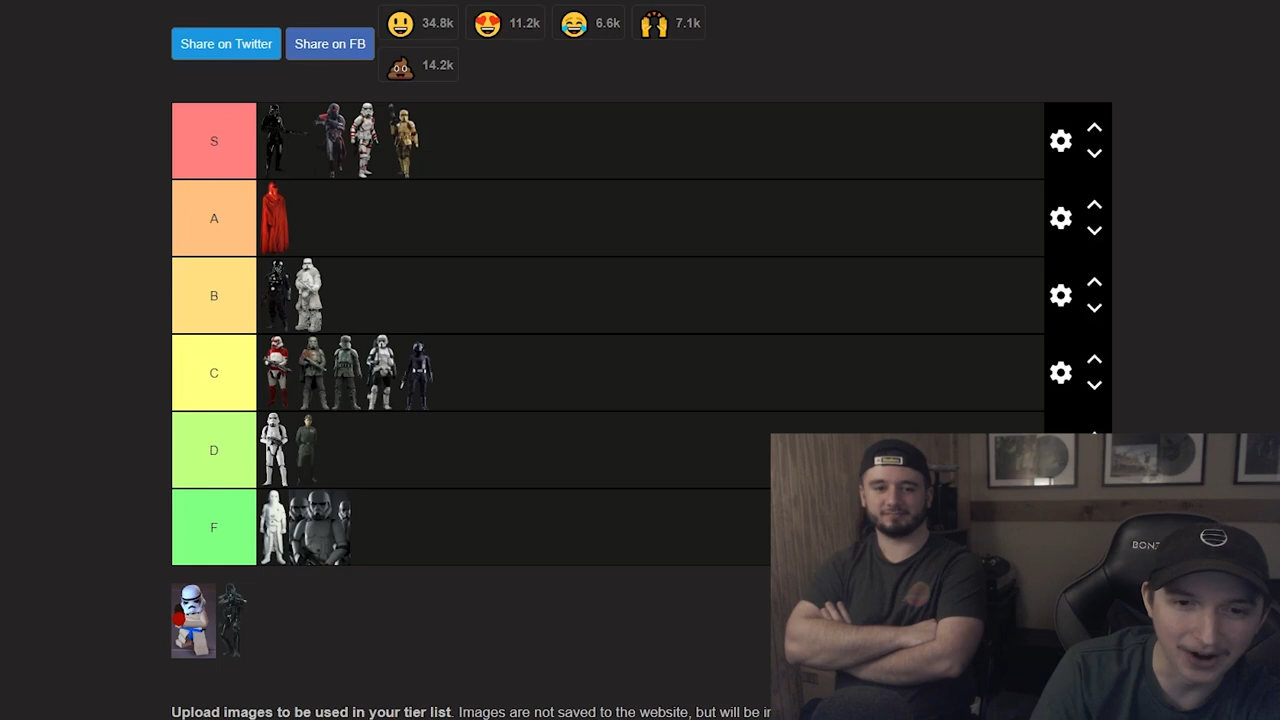 Share on Twitter
Share on FB
34.8k
11.2k
6.6k
7.1k
14.2k
S
A
B
C
D
F
Upload images to be used in your tier list. Images are not saved to the website, but will be